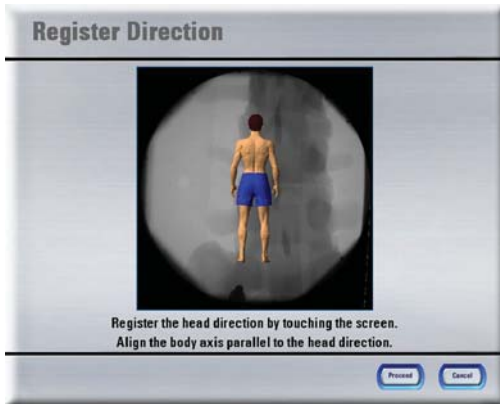 Register Direction
Register the head direction by touching the screen.
Align the body axis parallel to the head direction.
Proceed
Cancel